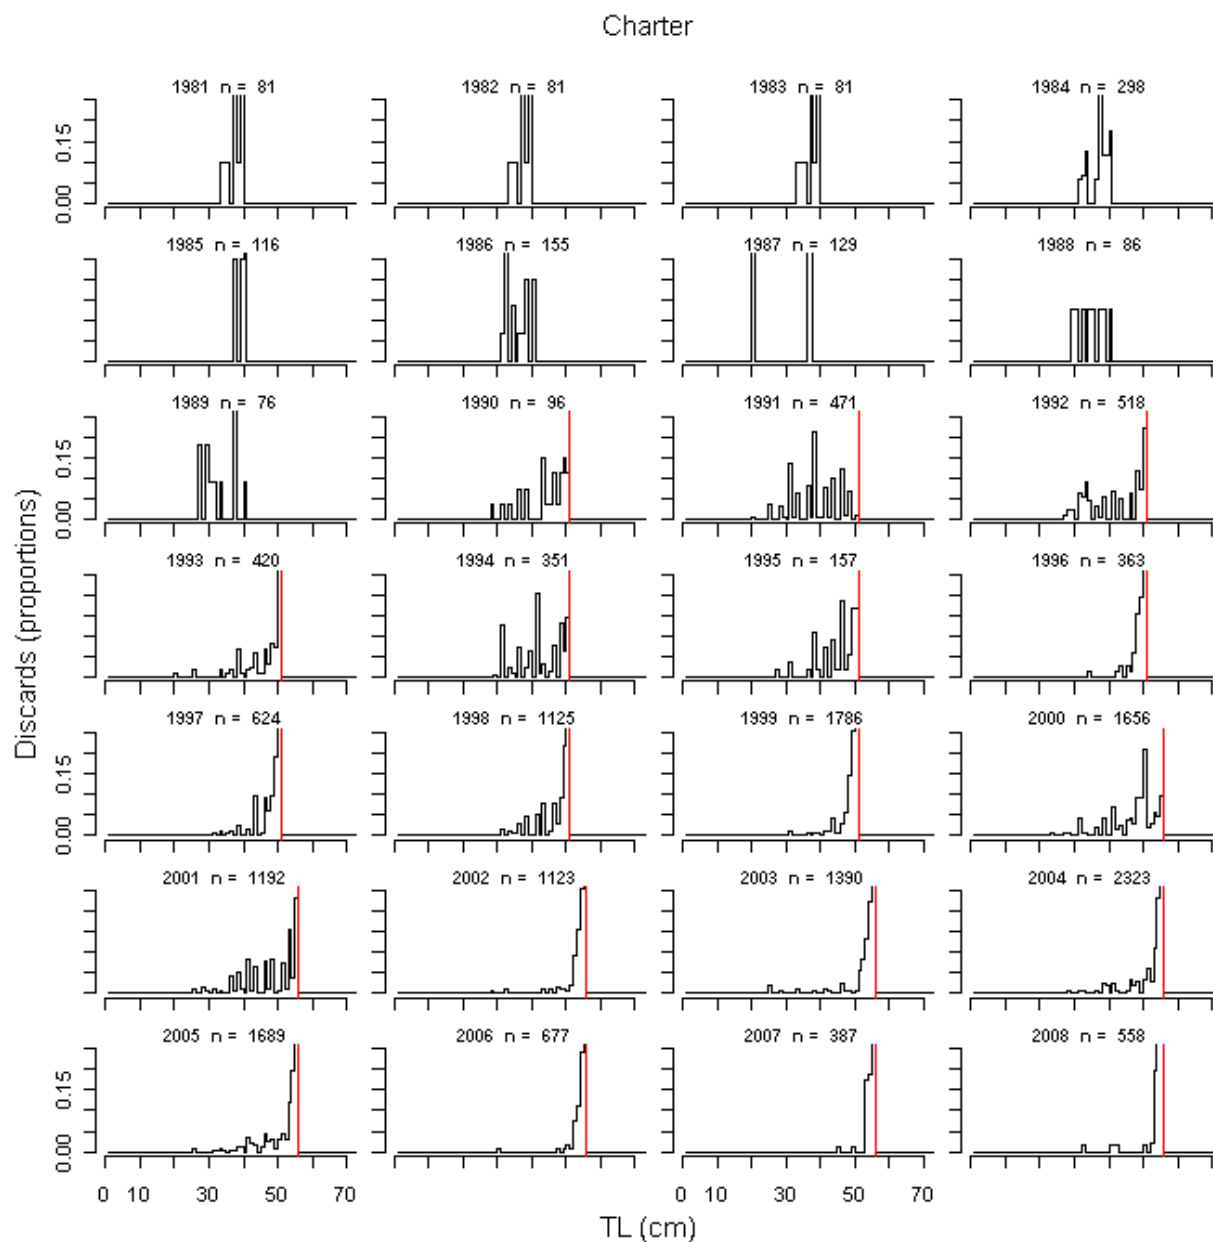 Charter
1981 n = 81
1982 n = 81
1983 n = 81
1984 n = 298
0.15
0.00
1985 n = 116
1986 n = 155
1987 n = 129
1988 n = 86
1989 n = 76
1990 n = 96
1991 n = 471
1992 n = 518
0.15
0.00
1993 n = 420
1994 n = 351
1995 n = 157
1996 n = 363
Discards (proportions)
1997 n = 624
1998 n = 1125
1999 n = 1786
2000 n = 1656
0.15
0.00
2001 n = 1192
2002 n = 1123
2003 n = 1390
2004 n = 2323
2005 n = 1689
2006 n = 677
2007 n = 387
2008 n = 558
0.15
0.00
0 10 30 50 70
0 10 30 50 70
TL (cm)